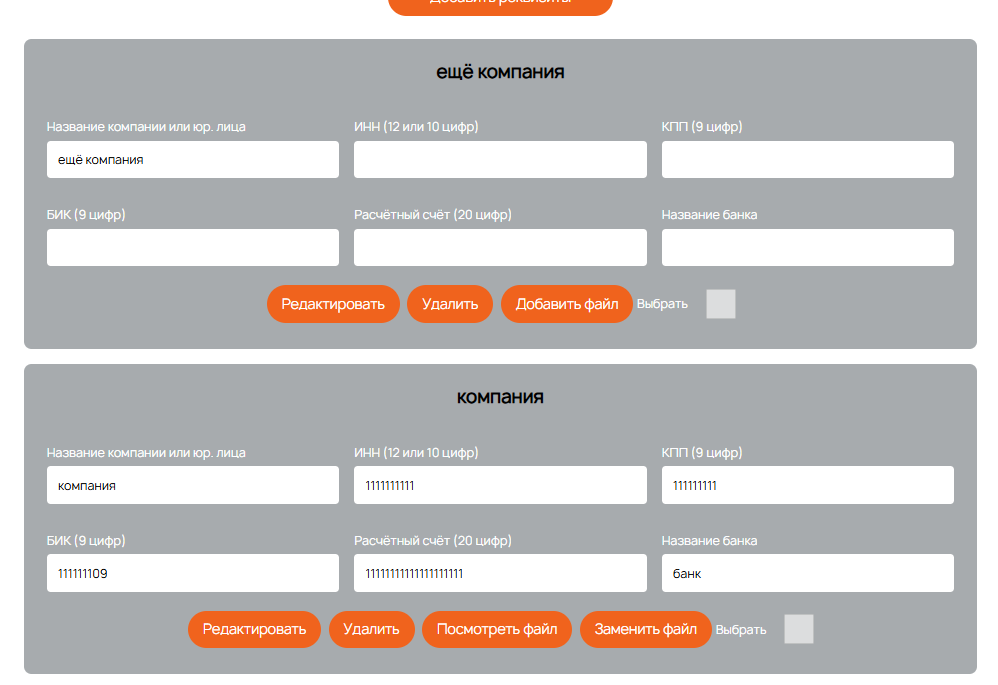 Добавить реквизиты
ещё компания
Название компании или юр. лица ИНН (12 или 10 цифр) КПП (9 цифр)
ещё компания
БИК (9 цифр) Расчётный счёт (20 цифр) Название банка
Редактировать Удалить Добавить файл Выбрать
компания
Название компании или юр. лица ИНН (12 или 10 цифр) КПП (9 цифр)
компания 1111111111 111111111
БИК (9 цифр) Расчётный счёт (20 цифр) Название банка
111111109 11111111111111111111 банк
Редактировать Удалить Посмотреть файл Заменить файл Выбрать